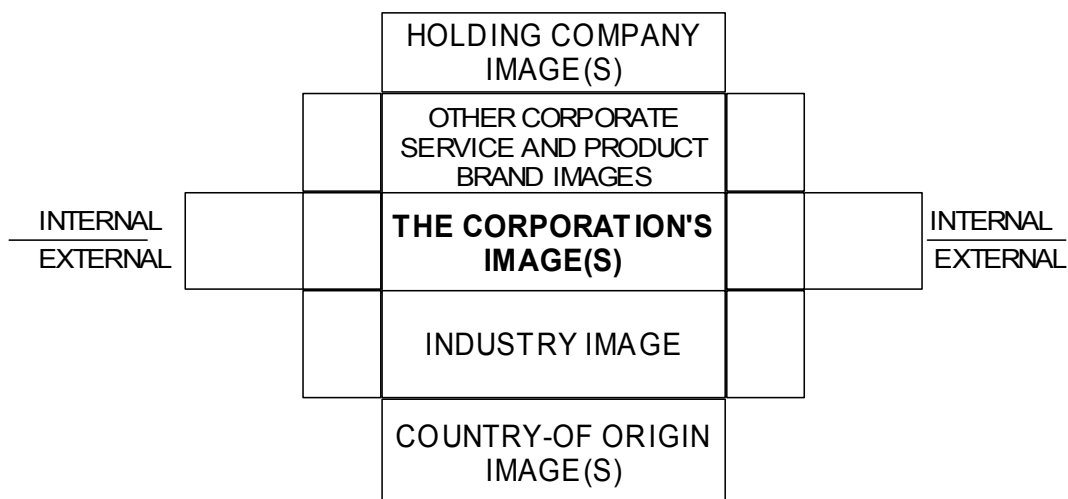 HOLDING COMPANY
IMAGE(S)
OTHER CORPORATE
SERVICE AND PRODUCT
BRAND IMAGES
INTERNAL
EXTERNAL
THE CORPORATION'S
IMAGE(S)
INTERNAL
EXTERNAL
INDUSTRY IMAGE
COUNTRY-OF ORIGIN
IMAGE(S)